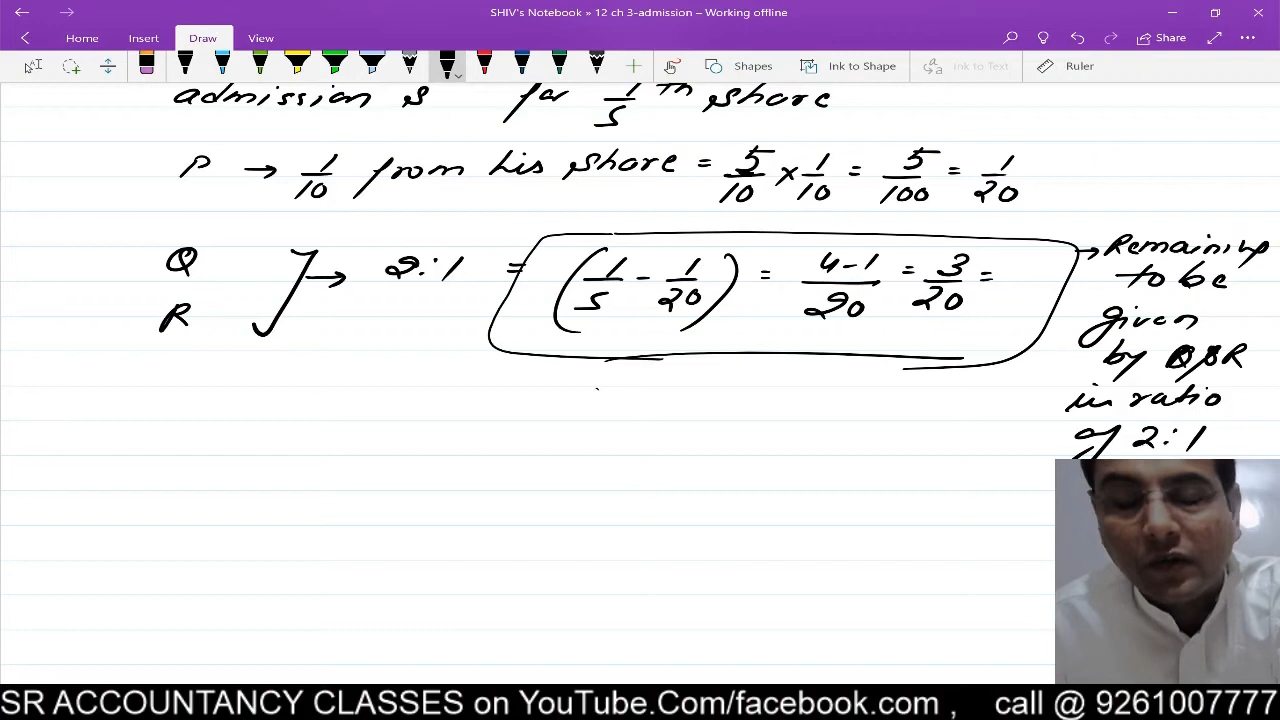 SHIV's Notebook » 12 ch 3-admission – Working offline
Home Insert Draw View Share
Shapes Ink to Shape Ink to Text Ruler
admission is for 1/5 th share
P → 1/10 from his share = 5/10 × 1/10 = 5/100 = 1/20
Q
R → 2:1 = (1/5 - 1/20) = 4-1/20 = 3/20 =
→ Remaining
to be
given
by Q & R
in ratio
of 2:1
SR ACCOUNTANCY CLASSES on YouTube.Com/facebook.com , call @ 9261007777